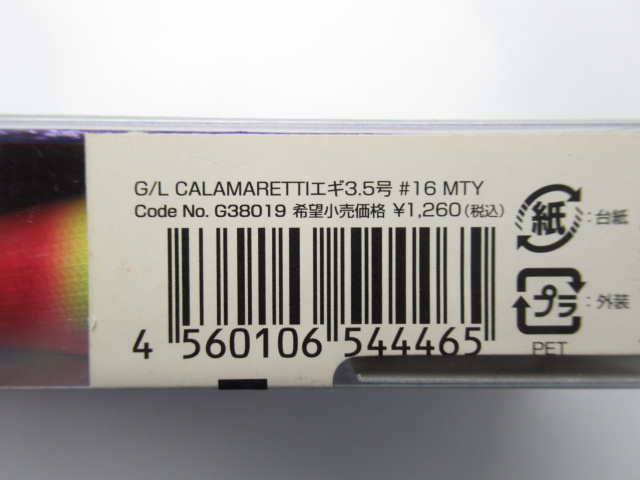 G/L CALAMARETTIエギ3.5号 #16 MTY
Code No. G38019 希望小売価格 ¥1,260(税込)
4 560106 544465
紙 :台紙
プラ :外装
PET